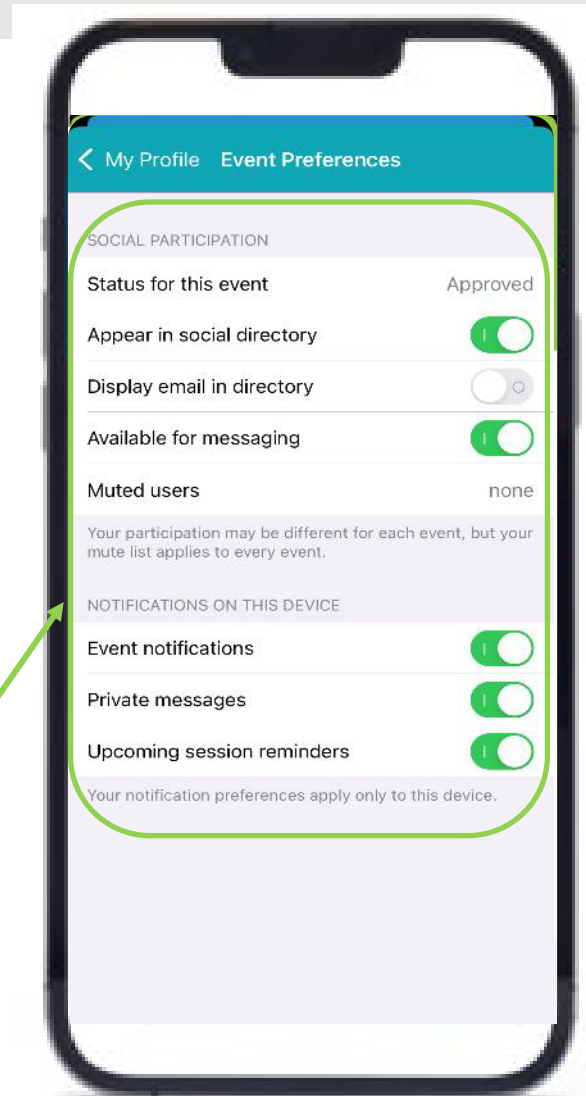 My Profile Event Preferences
SOCIAL PARTICIPATION
Status for this event Approved
Appear in social directory
Display email in directory
Available for messaging
Muted users none
Your participation may be different for each event, but your
mute list applies to every event.
NOTIFICATIONS ON THIS DEVICE
Event notifications
Private messages
Upcoming session reminders
Your notification preferences apply only to this device.